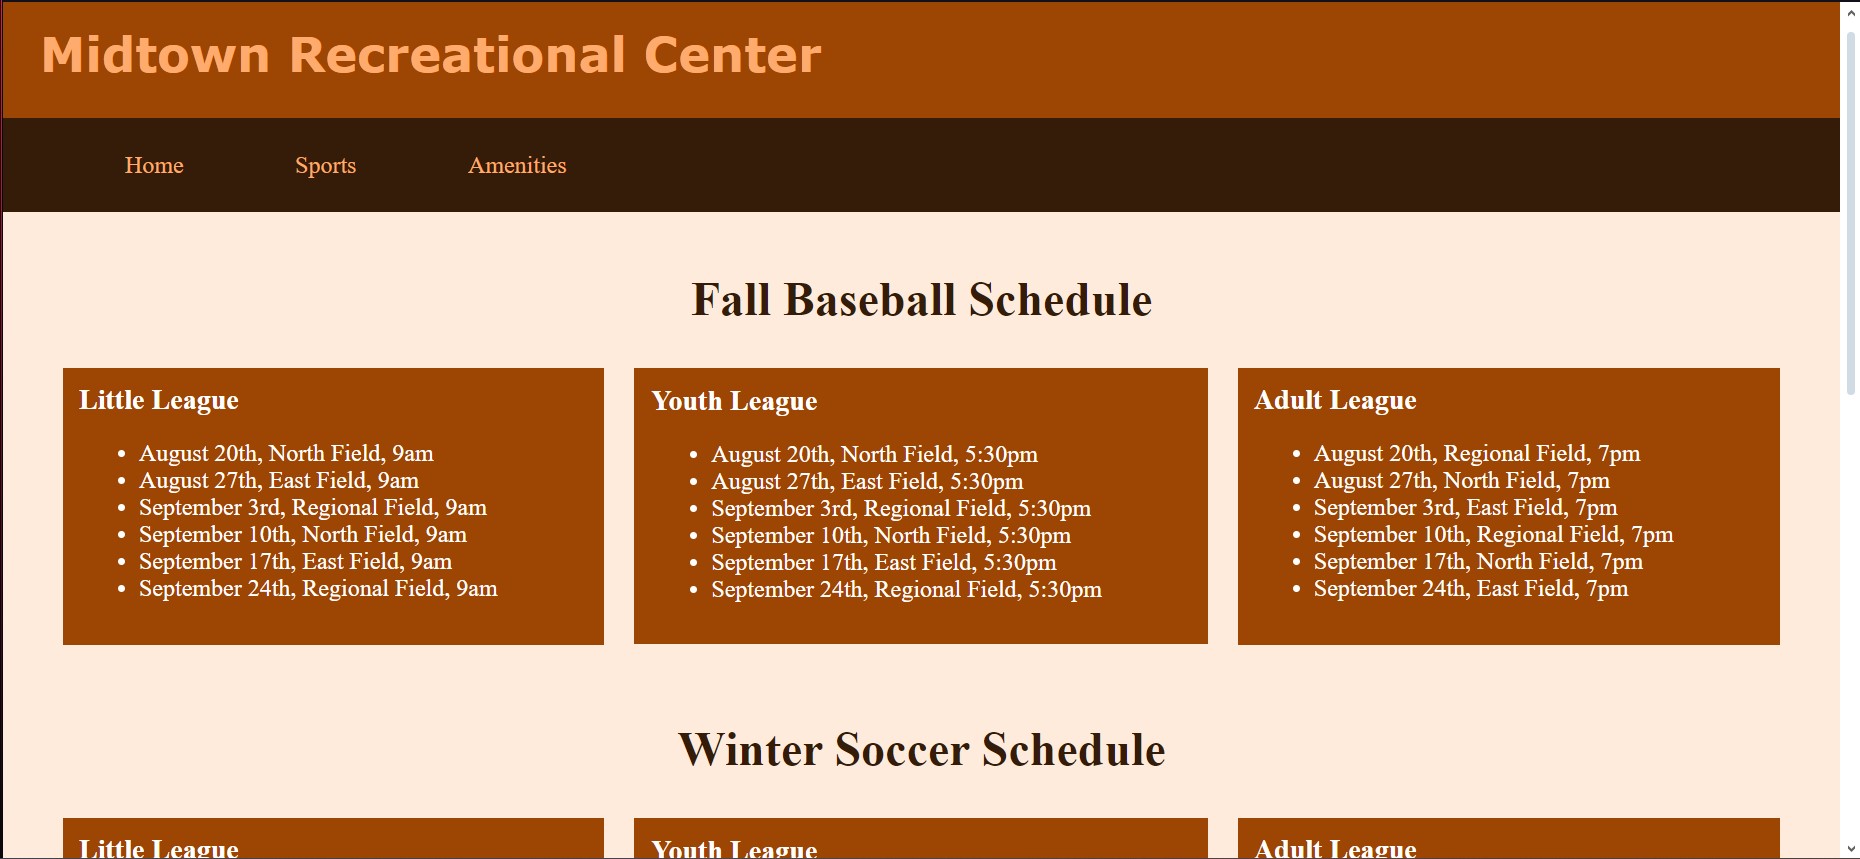 Midtown Recreational Center
Home
Sports
Amenities
Fall Baseball Schedule
Little League
August 20th, North Field, 9am
August 27th, East Field, 9am
September 3rd, Regional Field, 9am
September 10th, North Field, 9am
September 17th, East Field, 9am
September 24th, Regional Field, 9am
Youth League
August 20th, North Field, 5:30pm
August 27th, East Field, 5:30pm
September 3rd, Regional Field, 5:30pm
September 10th, North Field, 5:30pm
September 17th, East Field, 5:30pm
September 24th, Regional Field, 5:30pm
Adult League
August 20th, Regional Field, 7pm
August 27th, North Field, 7pm
September 3rd, East Field, 7pm
September 10th, Regional Field, 7pm
September 17th, North Field, 7pm
September 24th, East Field, 7pm
Winter Soccer Schedule
Little League
Youth League
Adult League